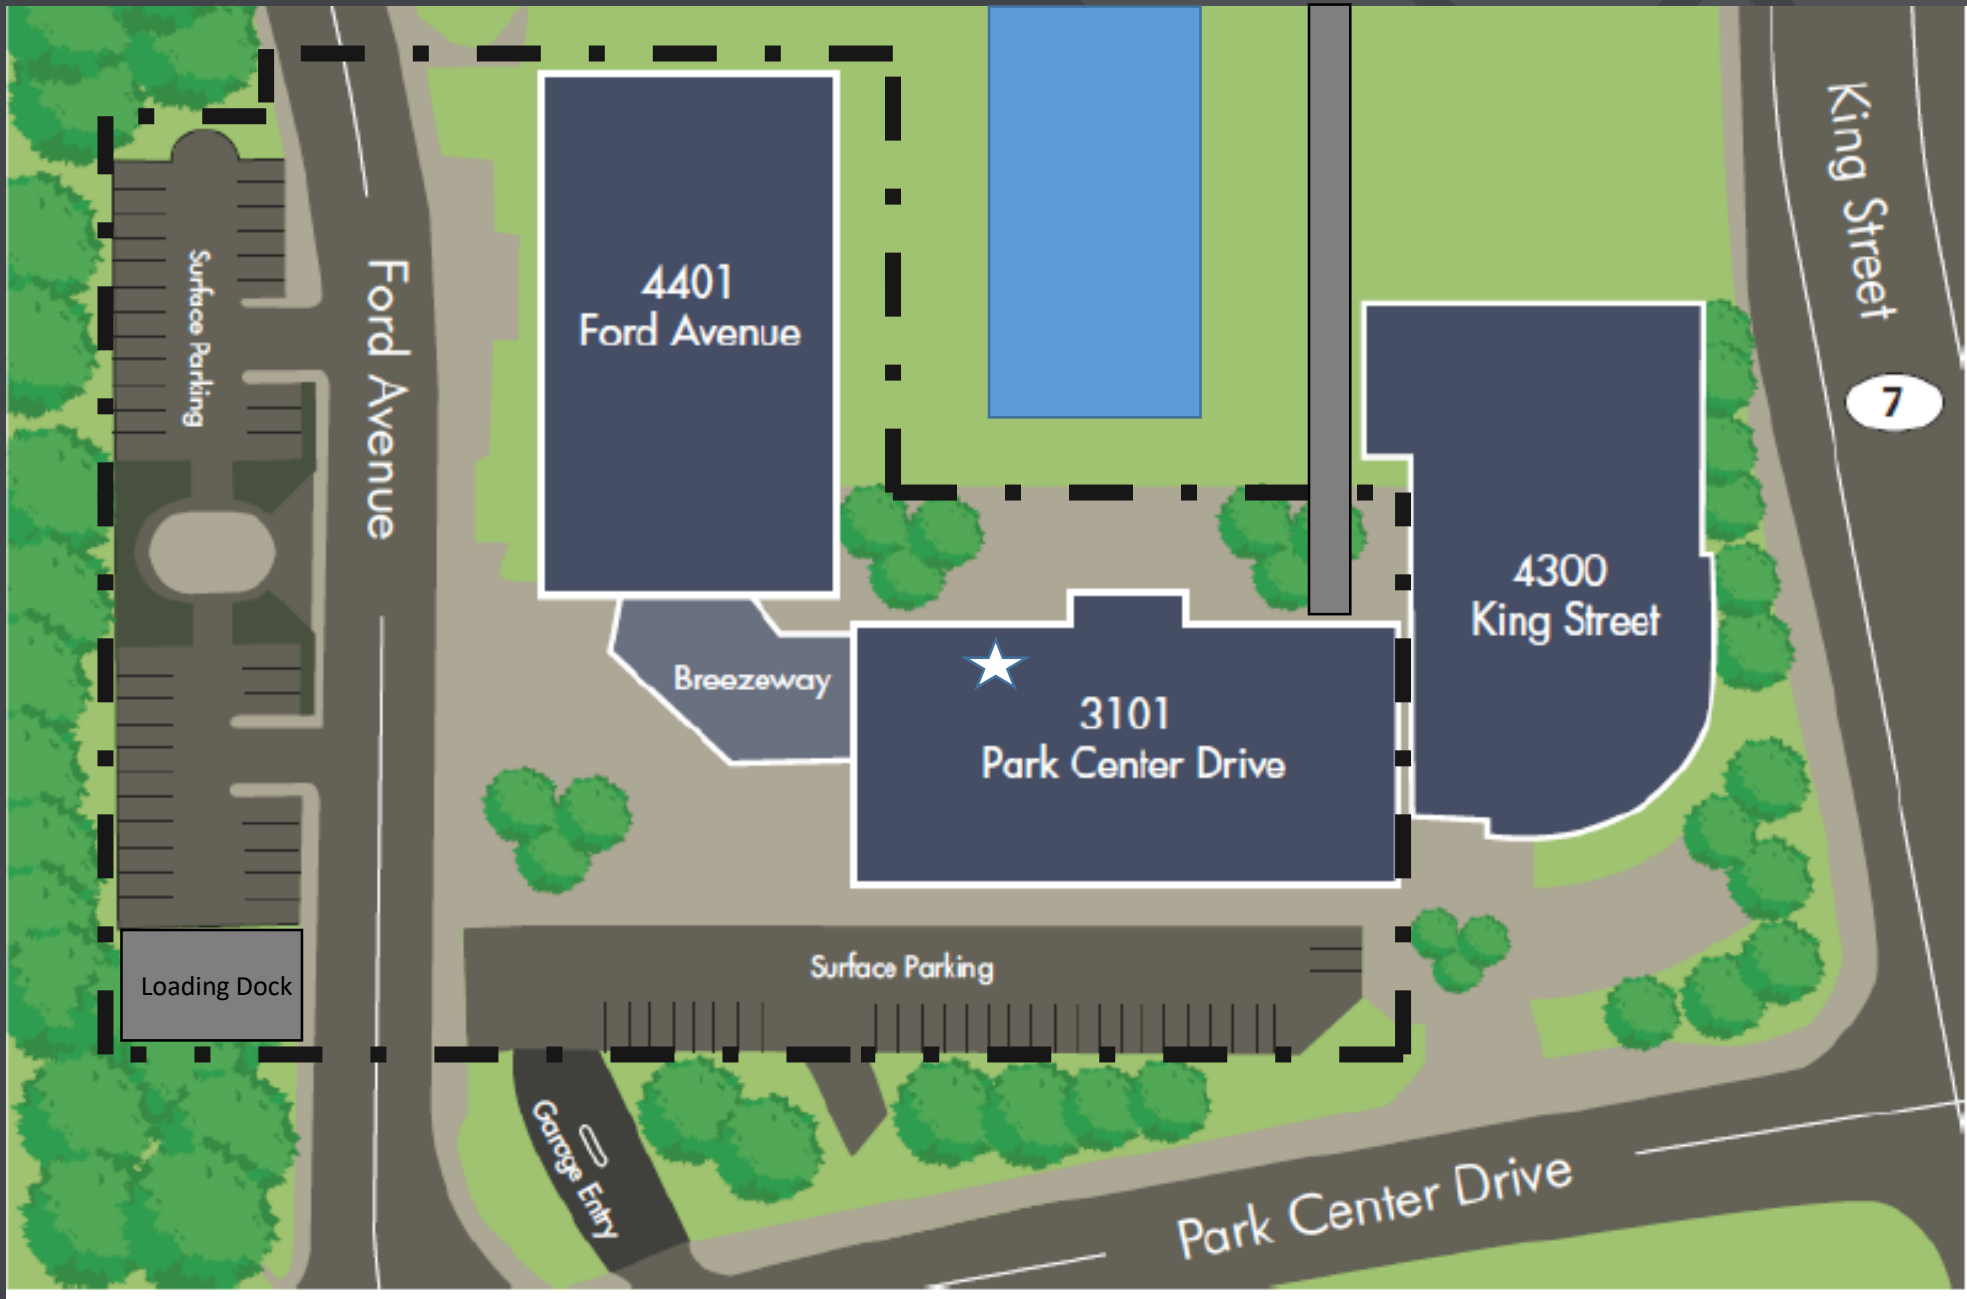 King Street
7
4401
Ford Avenue
Surface Parking
Ford Avenue
4300
King Street
Breezeway
3101
Park Center Drive
Surface Parking
Loading Dock
Garage Entry
Park Center Drive